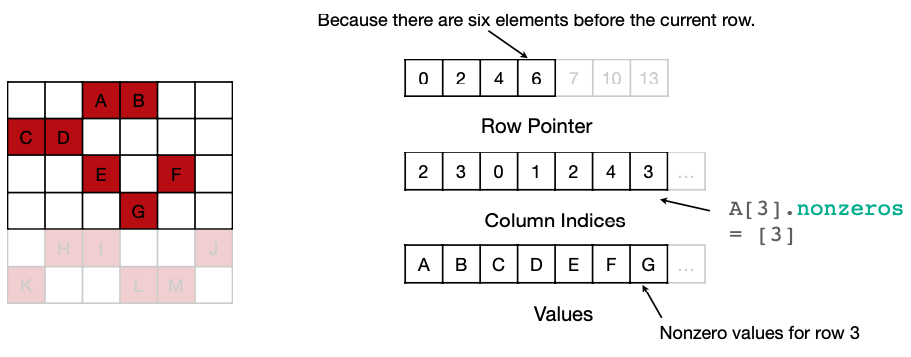 Because there are six elements before the current row.
0 2 4 6 7 10 13
Row Pointer
A B
C D
E F
G
H I J
K L M
2 3 0 1 2 4 3 ...
Column Indices
A[3].nonzeros
= [3]
A B C D E F G ...
Values
Nonzero values for row 3